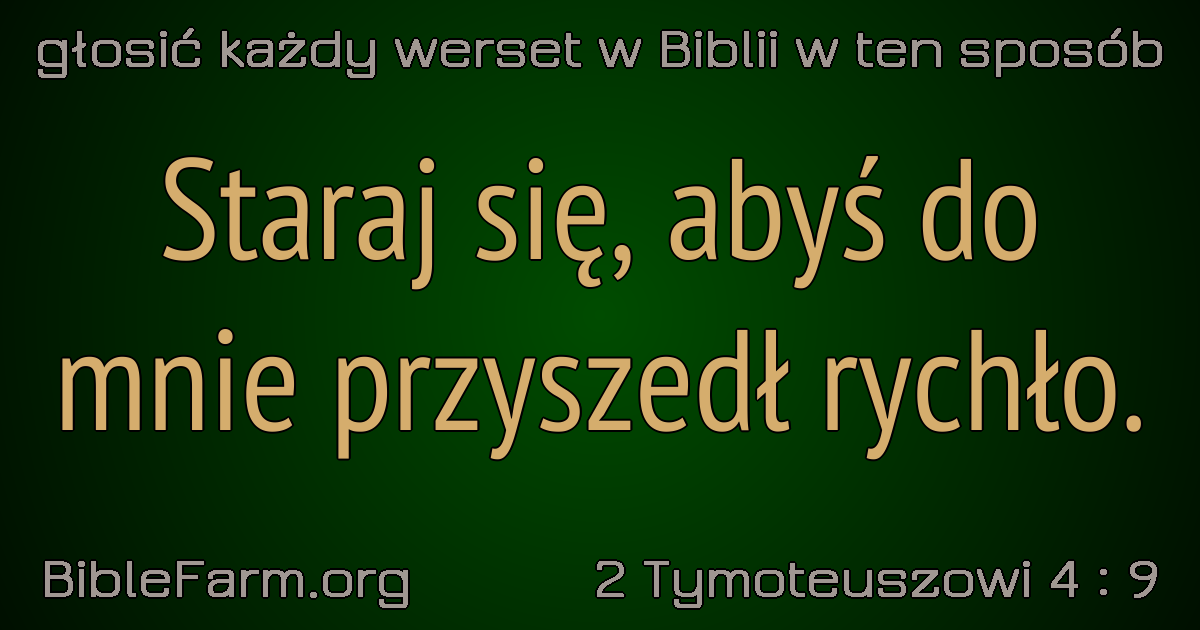 głosić każdy werset w Biblii w ten sposób
Staraj się, abyś do
mnie przyszedł rychło.
BibleFarm.org
2 Tymoteuszowi 4 : 9